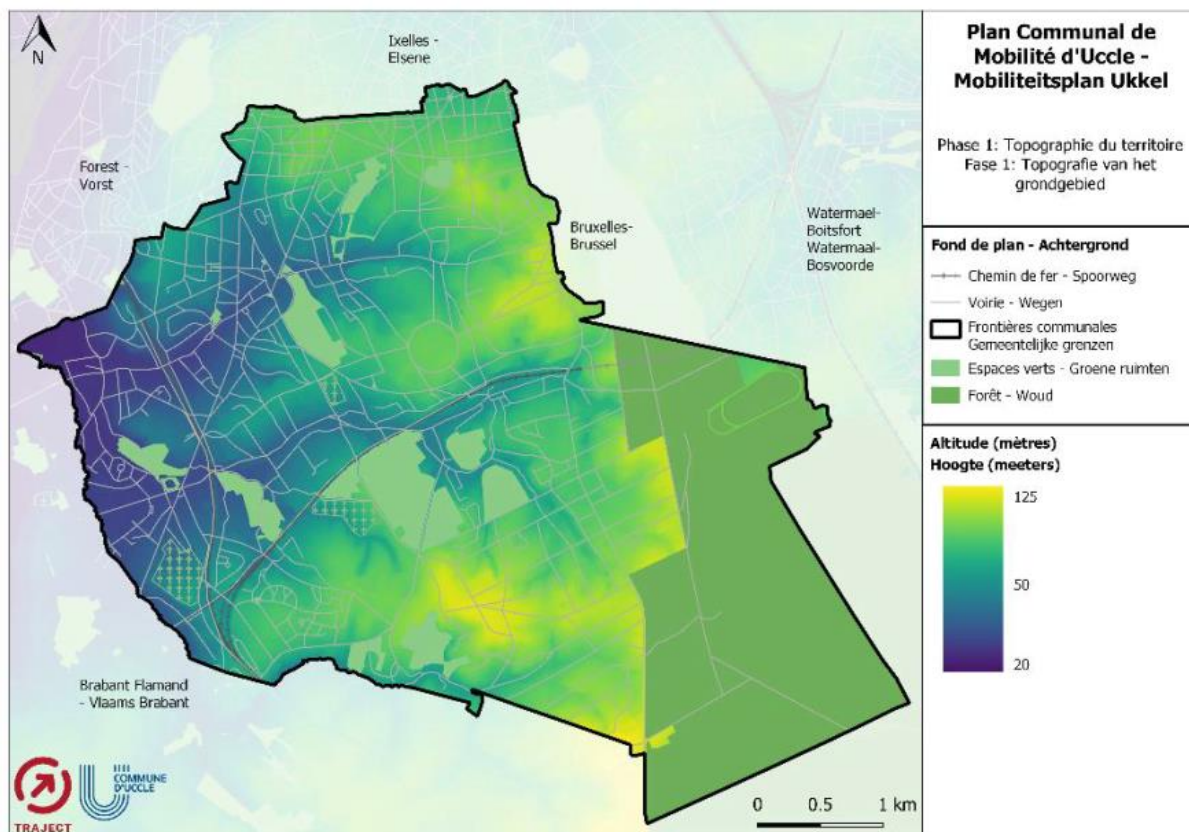 N
Ixelles -
Elsene
Forest -
Vorst
Bruxelles-
Brussel
Watermael-
Boitsfort
Watermaal-
Bosvoorde
Brabant Flamand
- Vlaams Brabant
TRAJECT
COMMUNE
D'UCCLE
0 0.5 1 km
Plan Communal de
Mobilité d'Uccle -
Mobiliteitsplan Ukkel
Phase 1: Topographie du territoire
Fase 1: Topografie van het
grondgebied
Fond de plan - Achtergrond
Chemin de fer - Spoorweg
Voirie - Wegen
Frontières communales
Gemeentelijke grenzen
Espaces verts - Groene ruimten
Forêt - Woud
Altitude (mètres)
Hoogte (meeters)
125
50
20